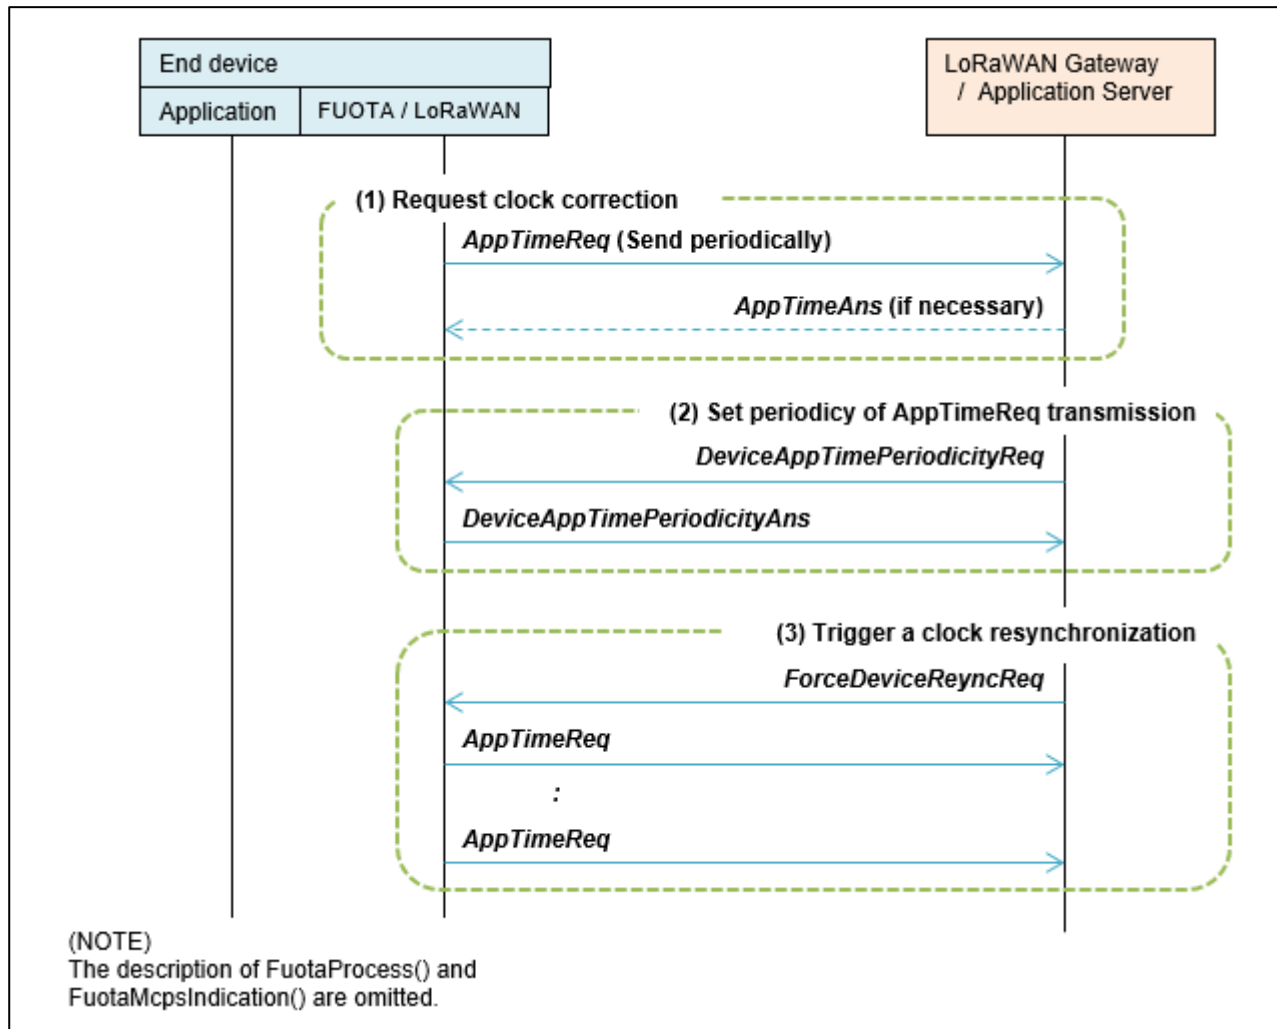 End device
Application
FUOTA / LoRaWAN
LoRaWAN Gateway
/ Application Server
(1) Request clock correction
AppTimeReq (Send periodically)
AppTimeAns (if necessary)
(2) Set periodicy of AppTimeReq transmission
DeviceAppTimePeriodicityReq
DeviceAppTimePeriodicityAns
(3) Trigger a clock resynchronization
ForceDeviceReyncReq
AppTimeReq
:
AppTimeReq
(NOTE)
The description of FuotaProcess() and
FuotaMcpsIndication() are omitted.